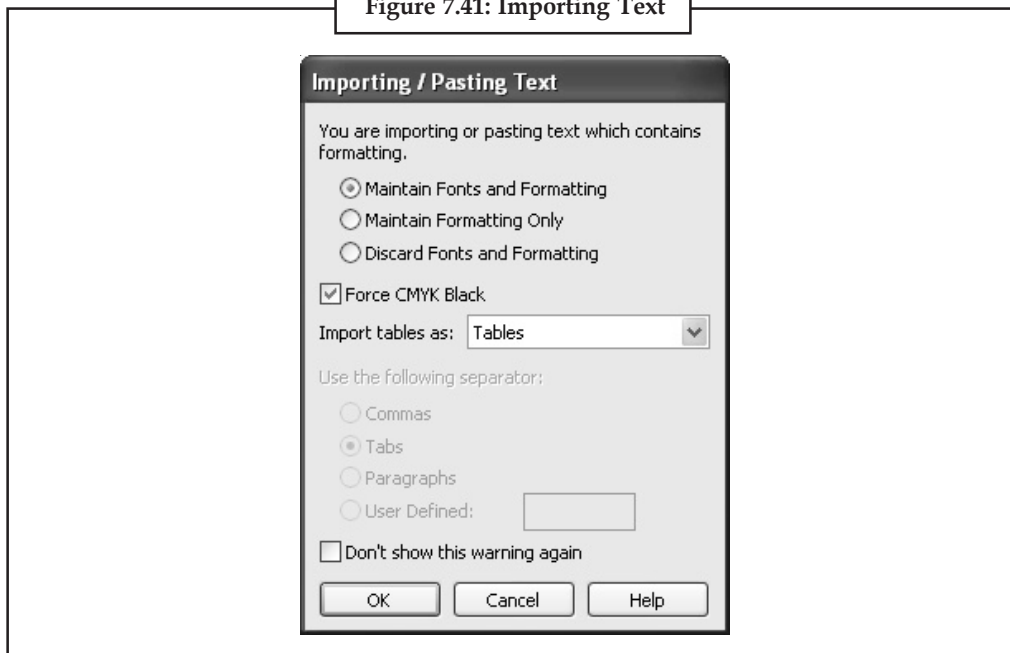 Figure 7.41: Importing Text
Importing / Pasting Text
You are importing or pasting text which contains
formatting.
Maintain Fonts and Formatting
Maintain Formatting Only
Discard Fonts and Formatting
Force CMYK Black
Import tables as: Tables
Use the following separator:
Commas
Tabs
Paragraphs
User Defined:
Don't show this warning again
OK Cancel Help